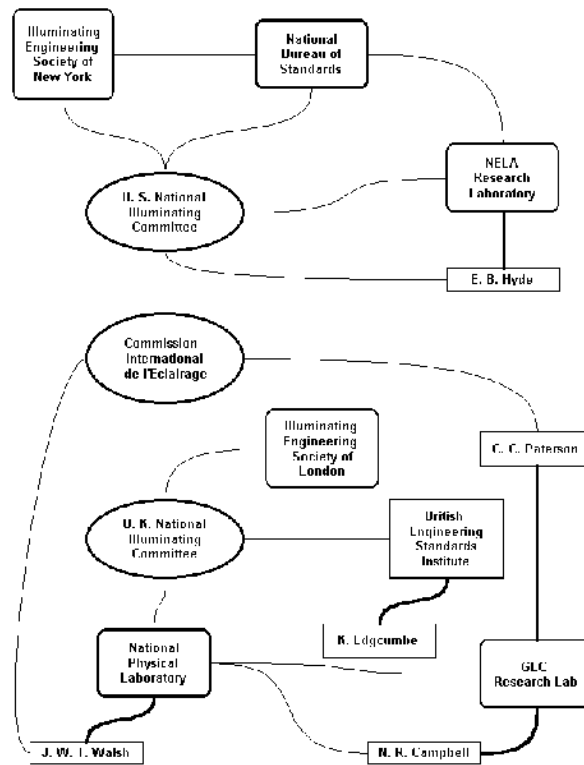 Illuminating
Engineering
Society of
New York
National
Bureau of
Standards
NELA
Research
Laboratory
U. S. National
Illuminating
Committee
E. B. Hyde
Commission
International
de l'Eclairage
Illuminating
Engineering
Society of
London
C. C. Paterson
U. K. National
Illuminating
Committee
British
Engineering
Standards
Institute
K. Edgcumbe
National
Physical
Laboratory
GLC
Research Lab
J. W. T. Walsh
N. R. Campbell